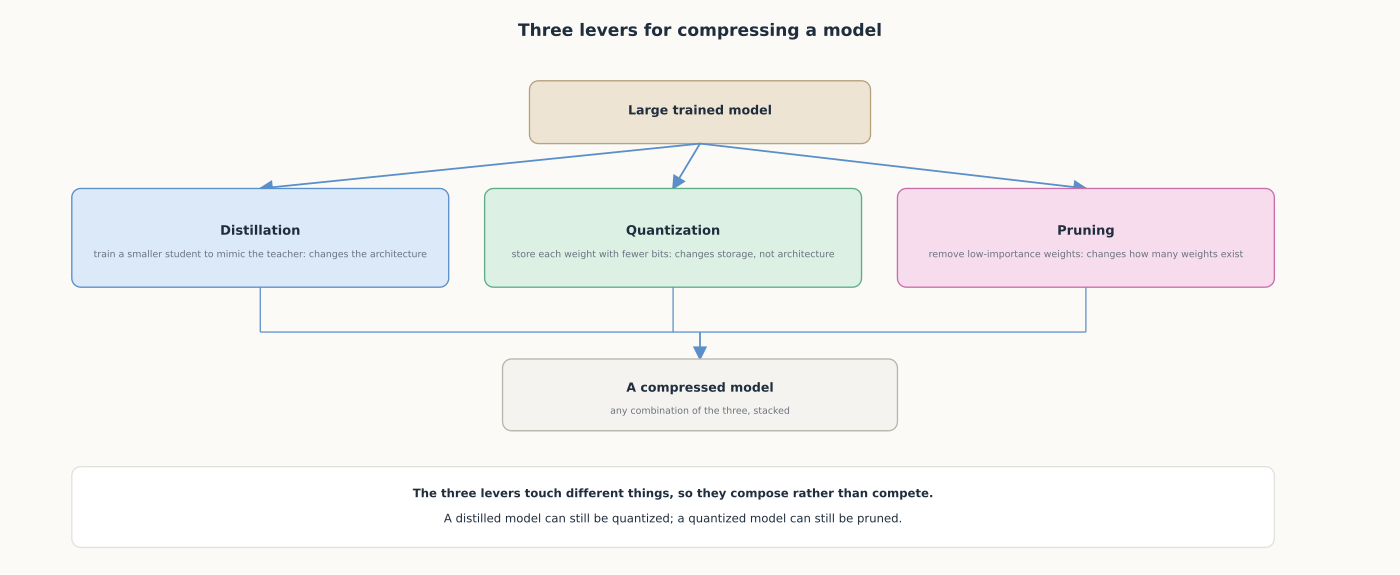 Three levers for compressing a model
Large trained model
Distillation
train a smaller student to mimic the teacher: changes the architecture
Quantization
store each weight with fewer bits: changes storage, not architecture
Pruning
remove low-importance weights: changes how many weights exist
A compressed model
any combination of the three, stacked
The three levers touch different things, so they compose rather than compete.
A distilled model can still be quantized; a quantized model can still be pruned.